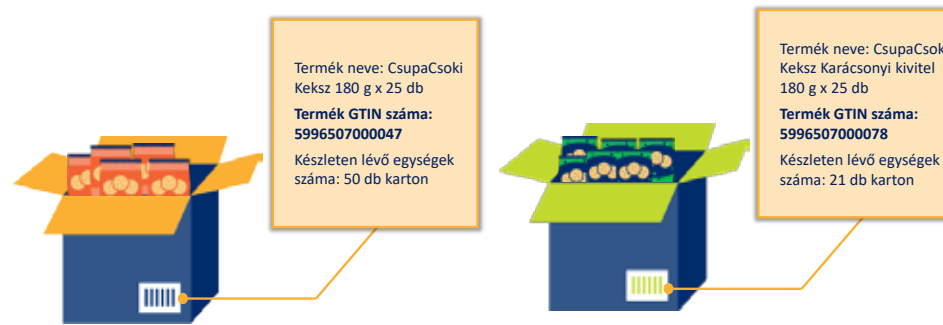 Termék neve: CsupaCsoki
Keksz 180 g x 25 db
Termék GTIN száma:
5996507000047
Készleten lévő egységek
száma: 50 db karton
Termék neve: CsupaCsoki
Keksz Karácsonyi kivitel
180 g x 25 db
Termék GTIN száma:
5996507000078
Készleten lévő egységek
száma: 21 db karton